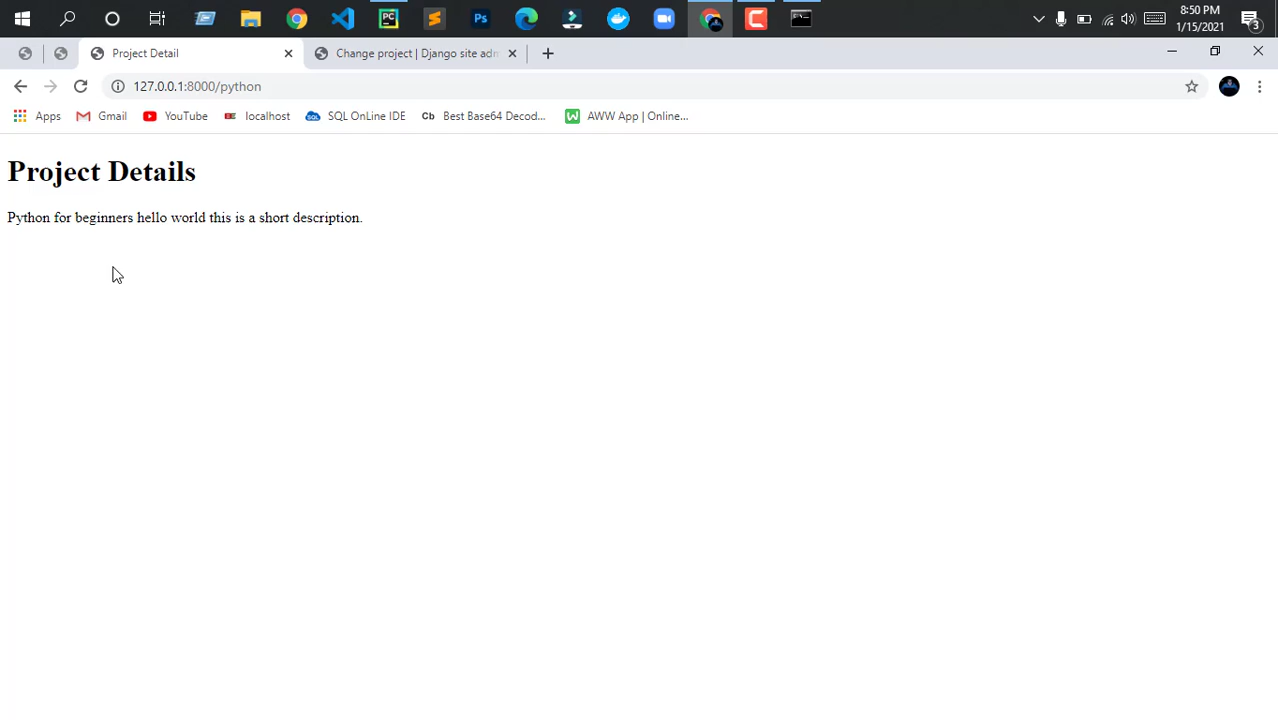 8:50 PM
1/15/2021
3
Project Detail
Change project | Django site adm
127.0.0.1:8000/python
Apps
Gmail
YouTube
localhost
SQL OnLine IDE
Cb
Best Base64 Decod...
AWW App | Online...
Project Details
Python for beginners hello world this is a short description.